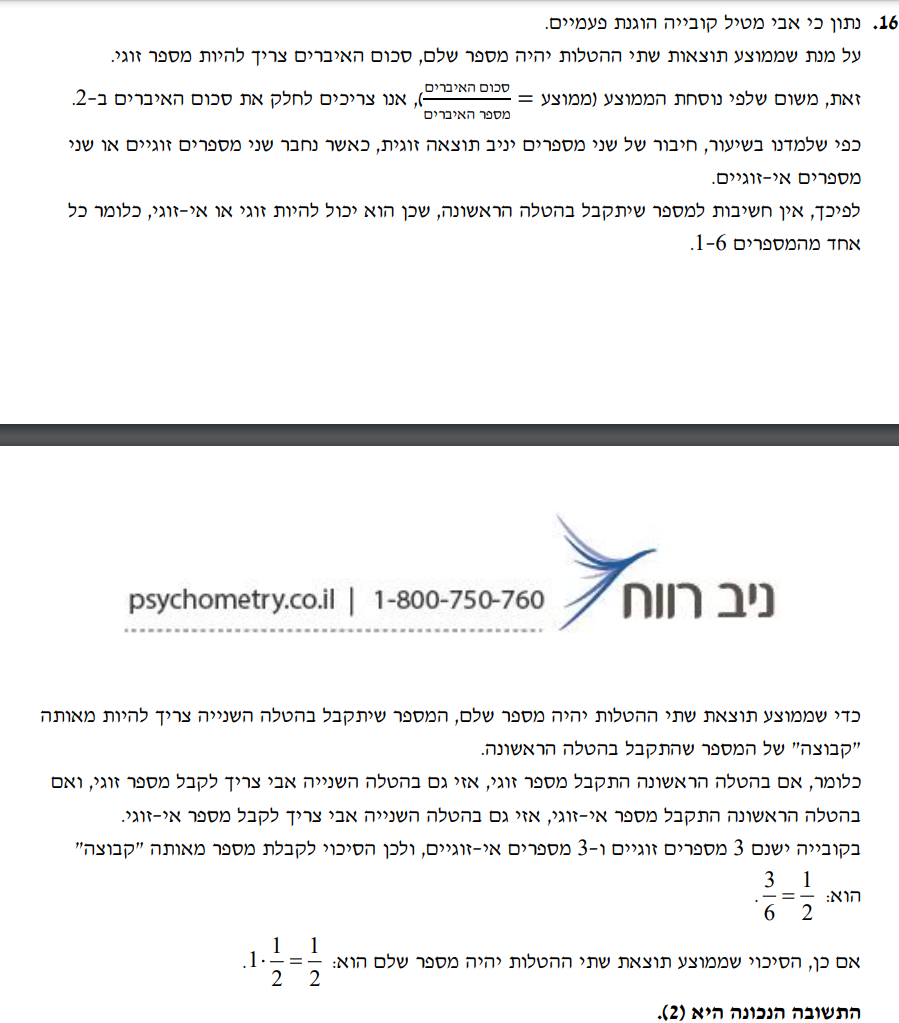 16. נתון כי אבי מטיל קובייה הוגנת פעמיים.
על מנת שממוצע תוצאות שתי ההטלות יהיה מספר שלם, סכום האיברים צריך להיות מספר זוגי.
זאת, משום שלפי נוסחת הממוצע (ממוצע = סכום האיברים / מספר האיברים), אנו צריכים לחלק את סכום האיברים ב-2.
כפי שלמדנו בשיעור, חיבור של שני מספרים יניב תוצאה זוגית, כאשר נחבר שני מספרים זוגיים או שני
מספרים אי-זוגיים.
לפיכך, אין חשיבות למספר שיתקבל בהטלה הראשונה, שכן הוא יכול להיות זוגי או אי-זוגי, כלומר כל
אחד מהמספרים 1-6.
psychometry.co.il | 1-800-750-760
ניב רווח
כדי שממוצע תוצאת שתי ההטלות יהיה מספר שלם, המספר שיתקבל בהטלה השנייה צריך להיות מאותה
"קבוצה" של המספר שהתקבל בהטלה הראשונה.
כלומר, אם בהטלה הראשונה התקבל מספר זוגי, אזי גם בהטלה השנייה אבי צריך לקבל מספר זוגי, ואם
בהטלה הראשונה התקבל מספר אי-זוגי, אזי גם בהטלה השנייה אבי צריך לקבל מספר אי-זוגי.
בקובייה ישנם 3 מספרים זוגיים ו-3 מספרים אי-זוגיים, ולכן הסיכוי לקבלת מספר מאותה "קבוצה"
הוא: 3/6 = 1/2.
אם כן, הסיכוי שממוצע תוצאת שתי ההטלות יהיה מספר שלם הוא: 1·1/2 = 1/2.
התשובה הנכונה היא (2).